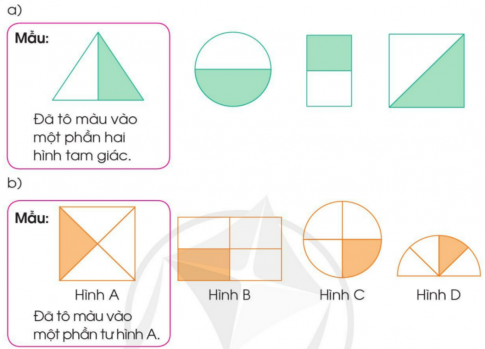 a)
Mẫu:
Đã tô màu vào
một phần hai
hình tam giác.
b)
Mẫu:
Hình A
Hình B
Hình C
Hình D
Đã tô màu vào
một phần tư hình A.